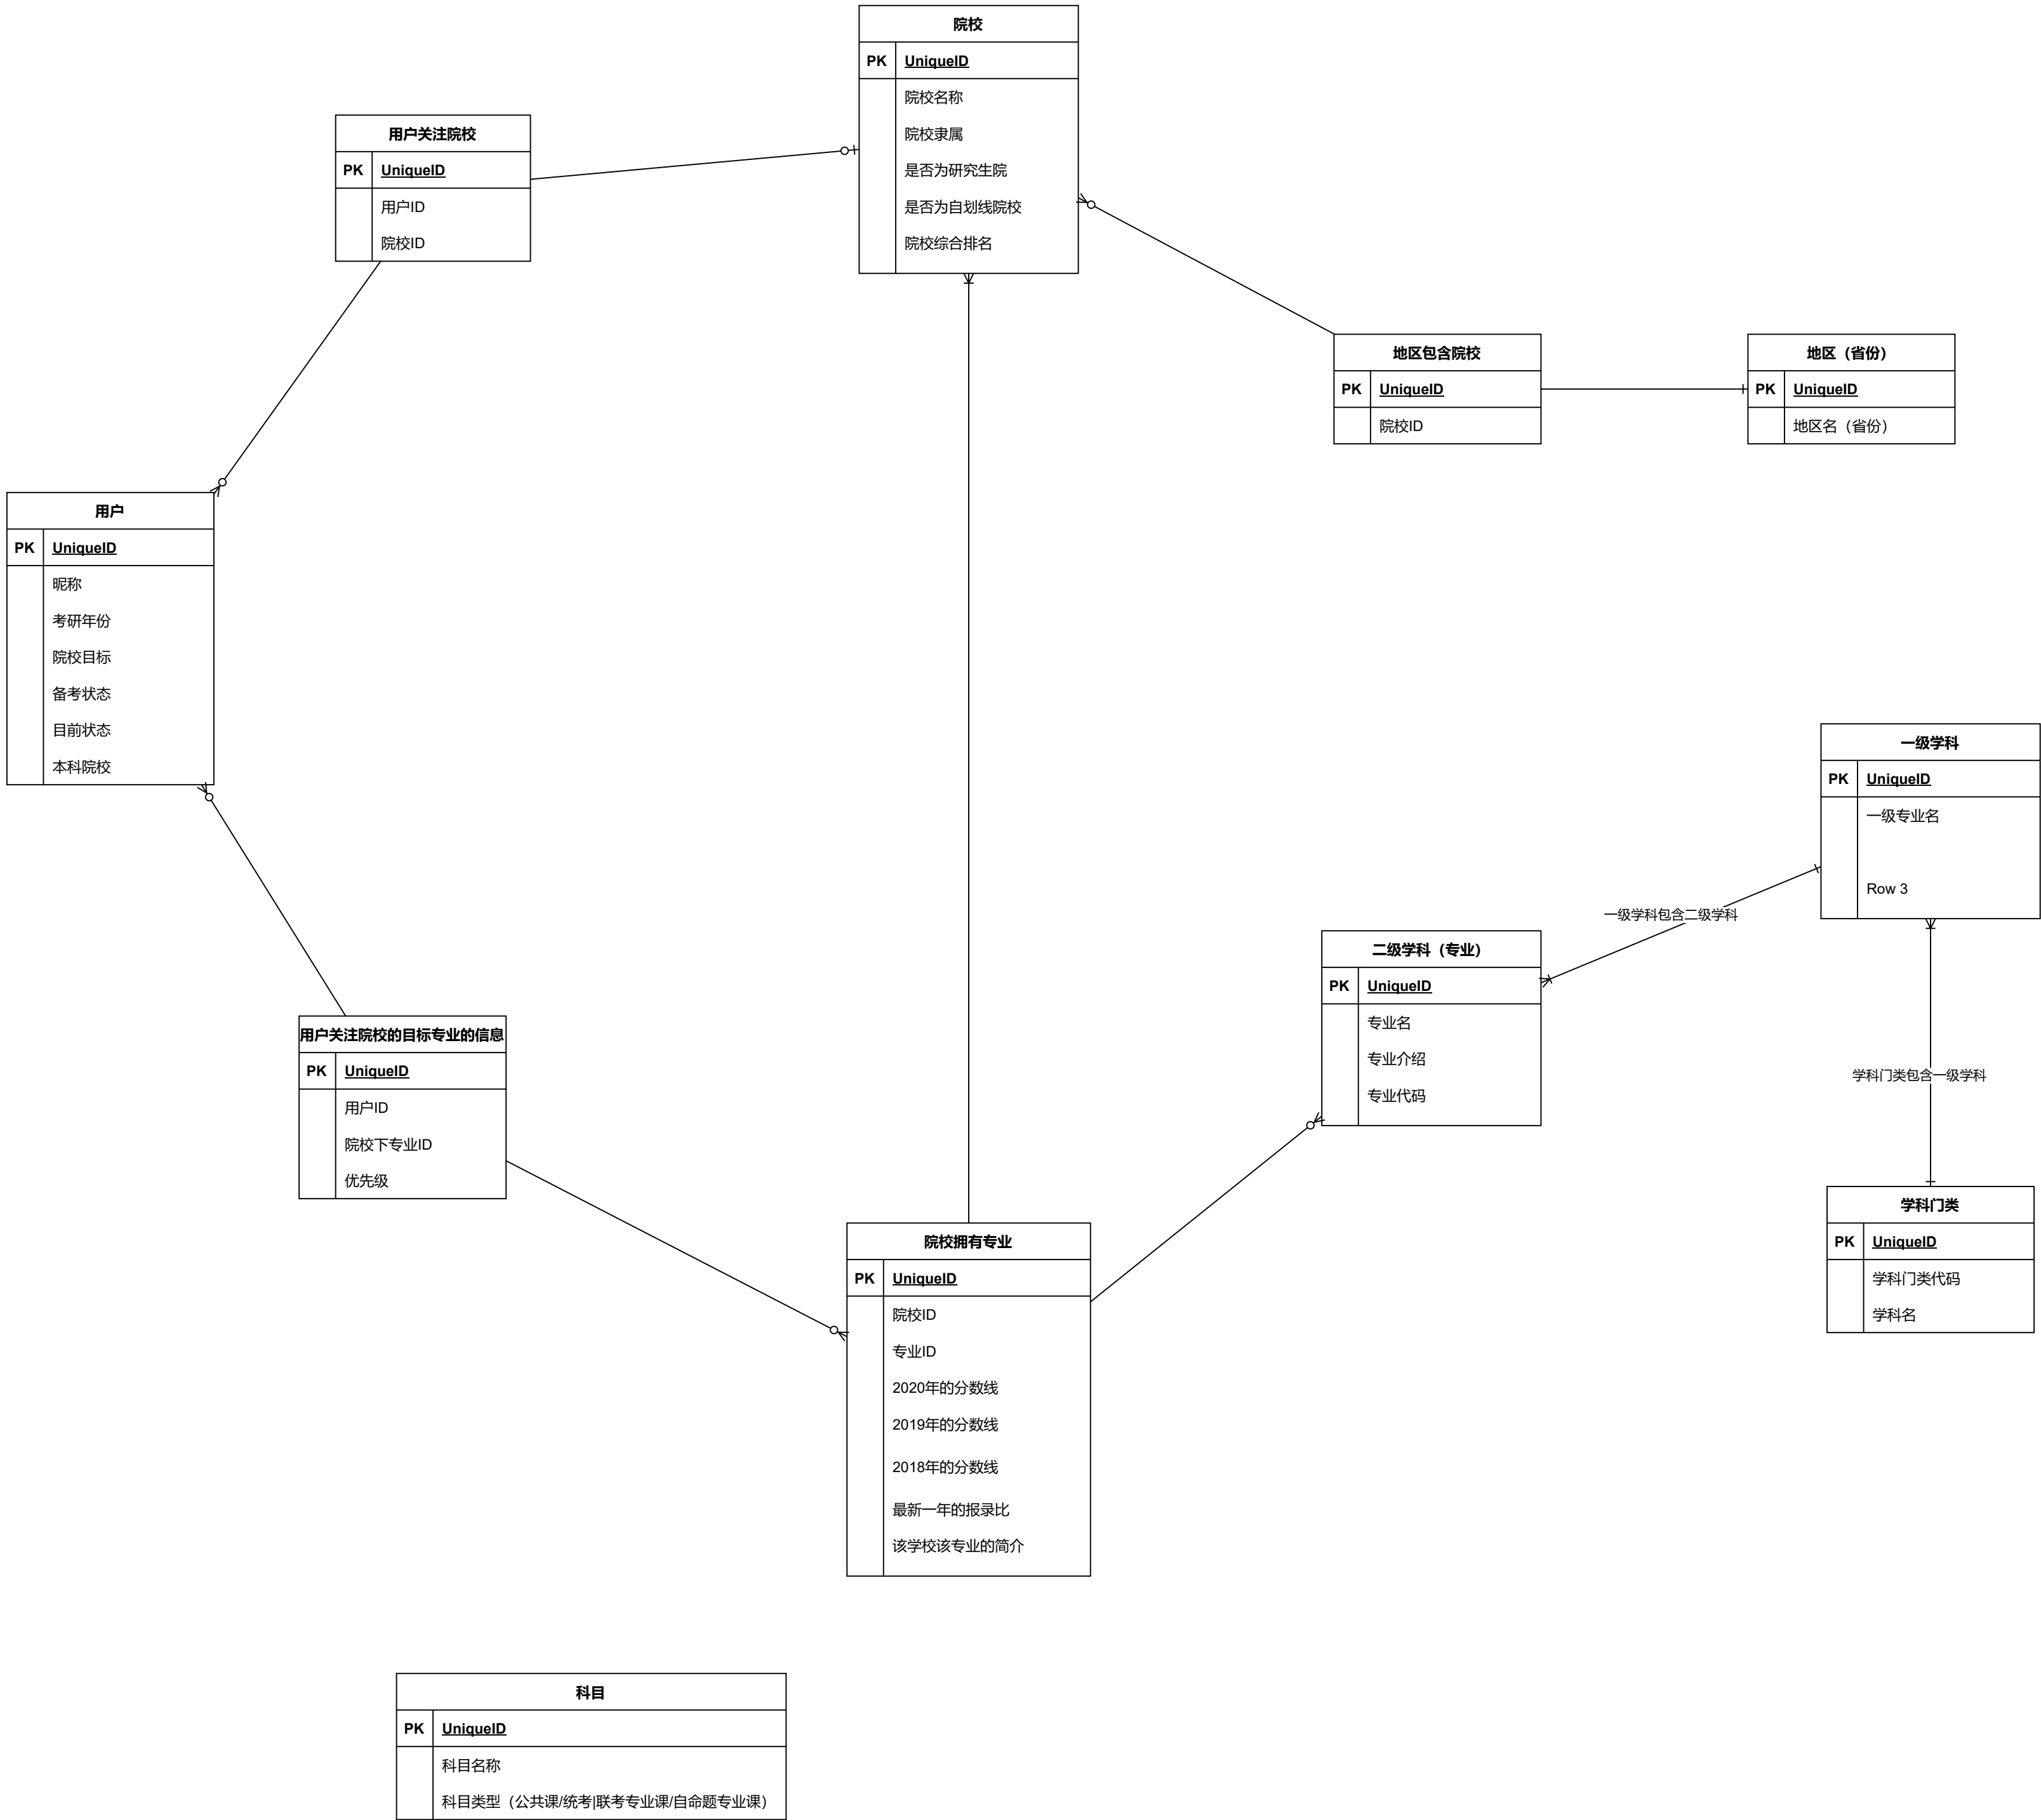 院校
PK UniqueID
院校名称
院校隶属
是否为研究生院
是否为自划线院校
院校综合排名
用户关注院校
PK UniqueID
用户ID
院校ID
地区包含院校
PK UniqueID
院校ID
地区（省份）
PK UniqueID
地区名（省份）
用户
PK UniqueID
昵称
考研年份
院校目标
备考状态
目前状态
本科院校
一级学科
PK UniqueID
一级专业名
Row 3
一级学科包含二级学科
二级学科（专业）
PK UniqueID
专业名
专业介绍
专业代码
学科门类包含一级学科
用户关注院校的目标专业的信息
PK UniqueID
用户ID
院校下专业ID
优先级
学科门类
PK UniqueID
学科门类代码
学科名
院校拥有专业
PK UniqueID
院校ID
专业ID
2020年的分数线
2019年的分数线
2018年的分数线
最新一年的报录比
该学校该专业的简介
科目
PK UniqueID
科目名称
科目类型（公共课/统考|联考专业课/自命题专业课）